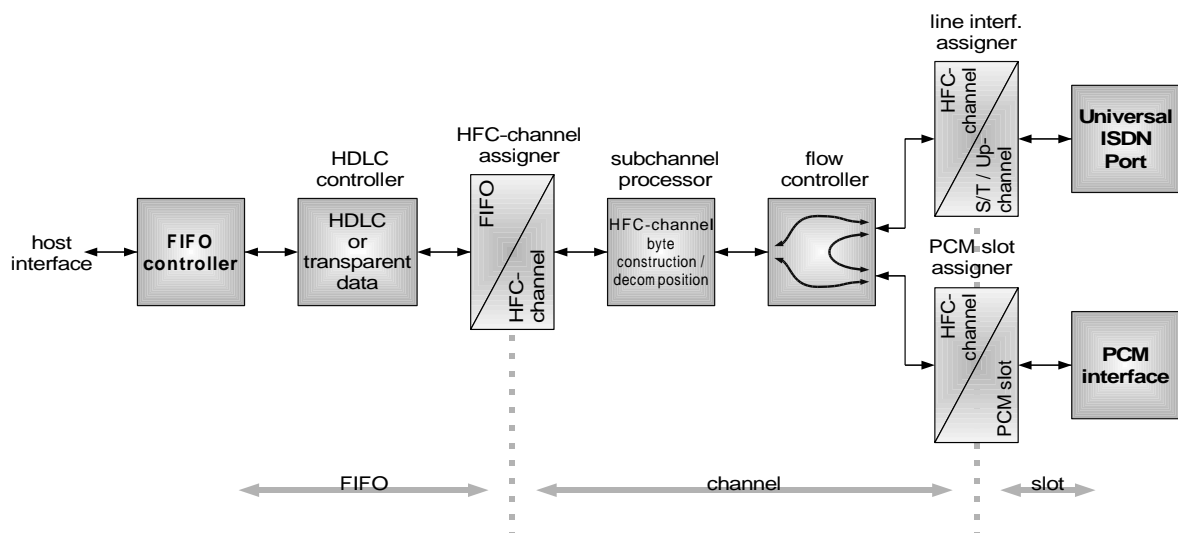 line interf.
assigner
HFC-
channel
S/T / Up-
channel
Universal
ISDN
Port
HFC-channel
assigner
HDLC
controller
subchannel
processor
flow
controller
host
interface
FIFO
controller
HDLC
or
transparent
data
FIFO
HFC-
channel
HFC-channel
byte
construction /
decomposition
PCM slot
assigner
HFC-
channel
PCM slot
PCM
interface
FIFO
channel
slot